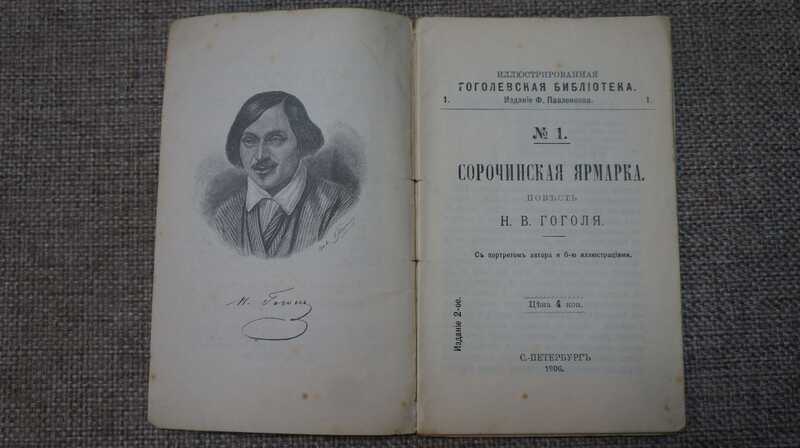 Н. Гоголь
ИЛЛЮСТРИРОВАННАЯ
ГОГОЛЕВСКАЯ БИБЛІОТЕКА.
1. Изданіе Ф. Павленкова. 1.
№ 1.
СОРОЧИНСКАЯ ЯРМАРКА.
ПОВѢСТЬ
Н. В. ГОГОЛЯ.
Съ портретомъ автора и 6-ю иллюстраціями.
Цѣна 4 коп.
Изданіе 2-ое.
С.-ПЕТЕРБУРГЪ
1906.